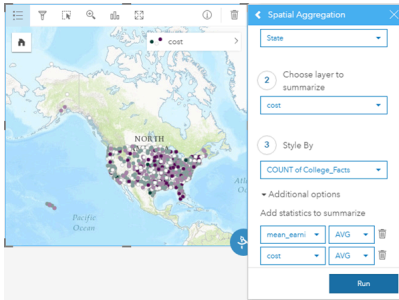 cost
NORTH
Pacific
Ocean
Spatial Aggregation
State
2 Choose layer to
summarize
cost
3 Style By
COUNT of College_Facts
Additional options
Add statistics to summarize
mean_earni AVG
cost AVG
Run